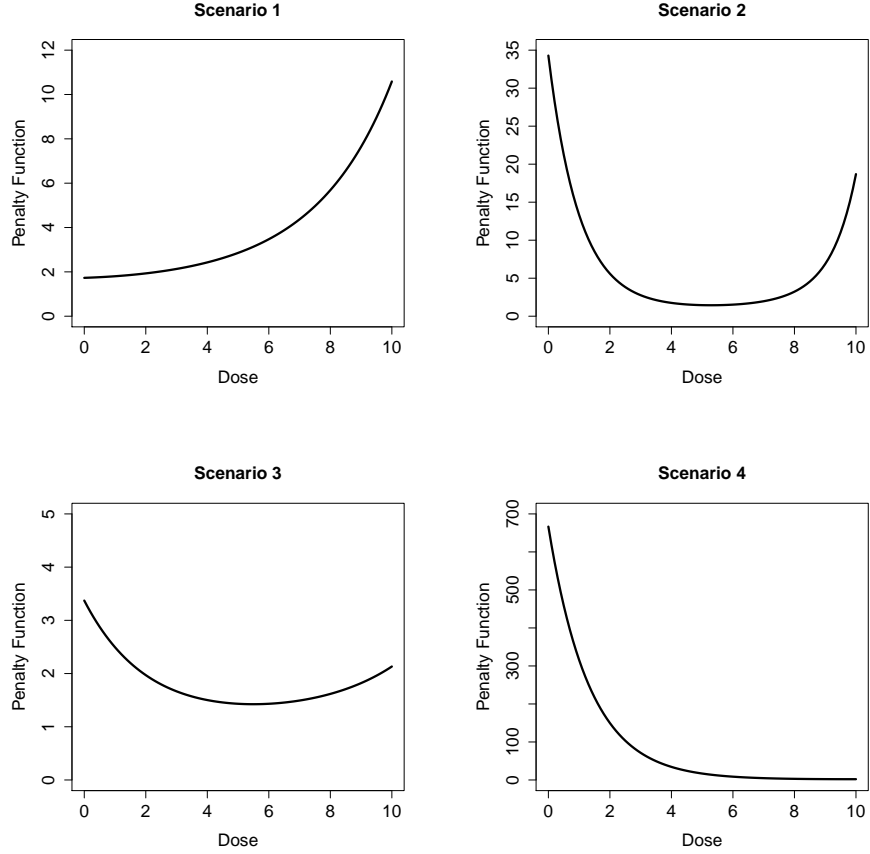 Scenario 1
12
10
8
6
4
2
0
Penalty Function
0 2 4 6 8 10
Dose
Scenario 2
35
30
25
20
15
10
5
0
Penalty Function
0 2 4 6 8 10
Dose
Scenario 3
5
4
3
2
1
0
Penalty Function
0 2 4 6 8 10
Dose
Scenario 4
700
500
300
100
0
Penalty Function
0 2 4 6 8 10
Dose